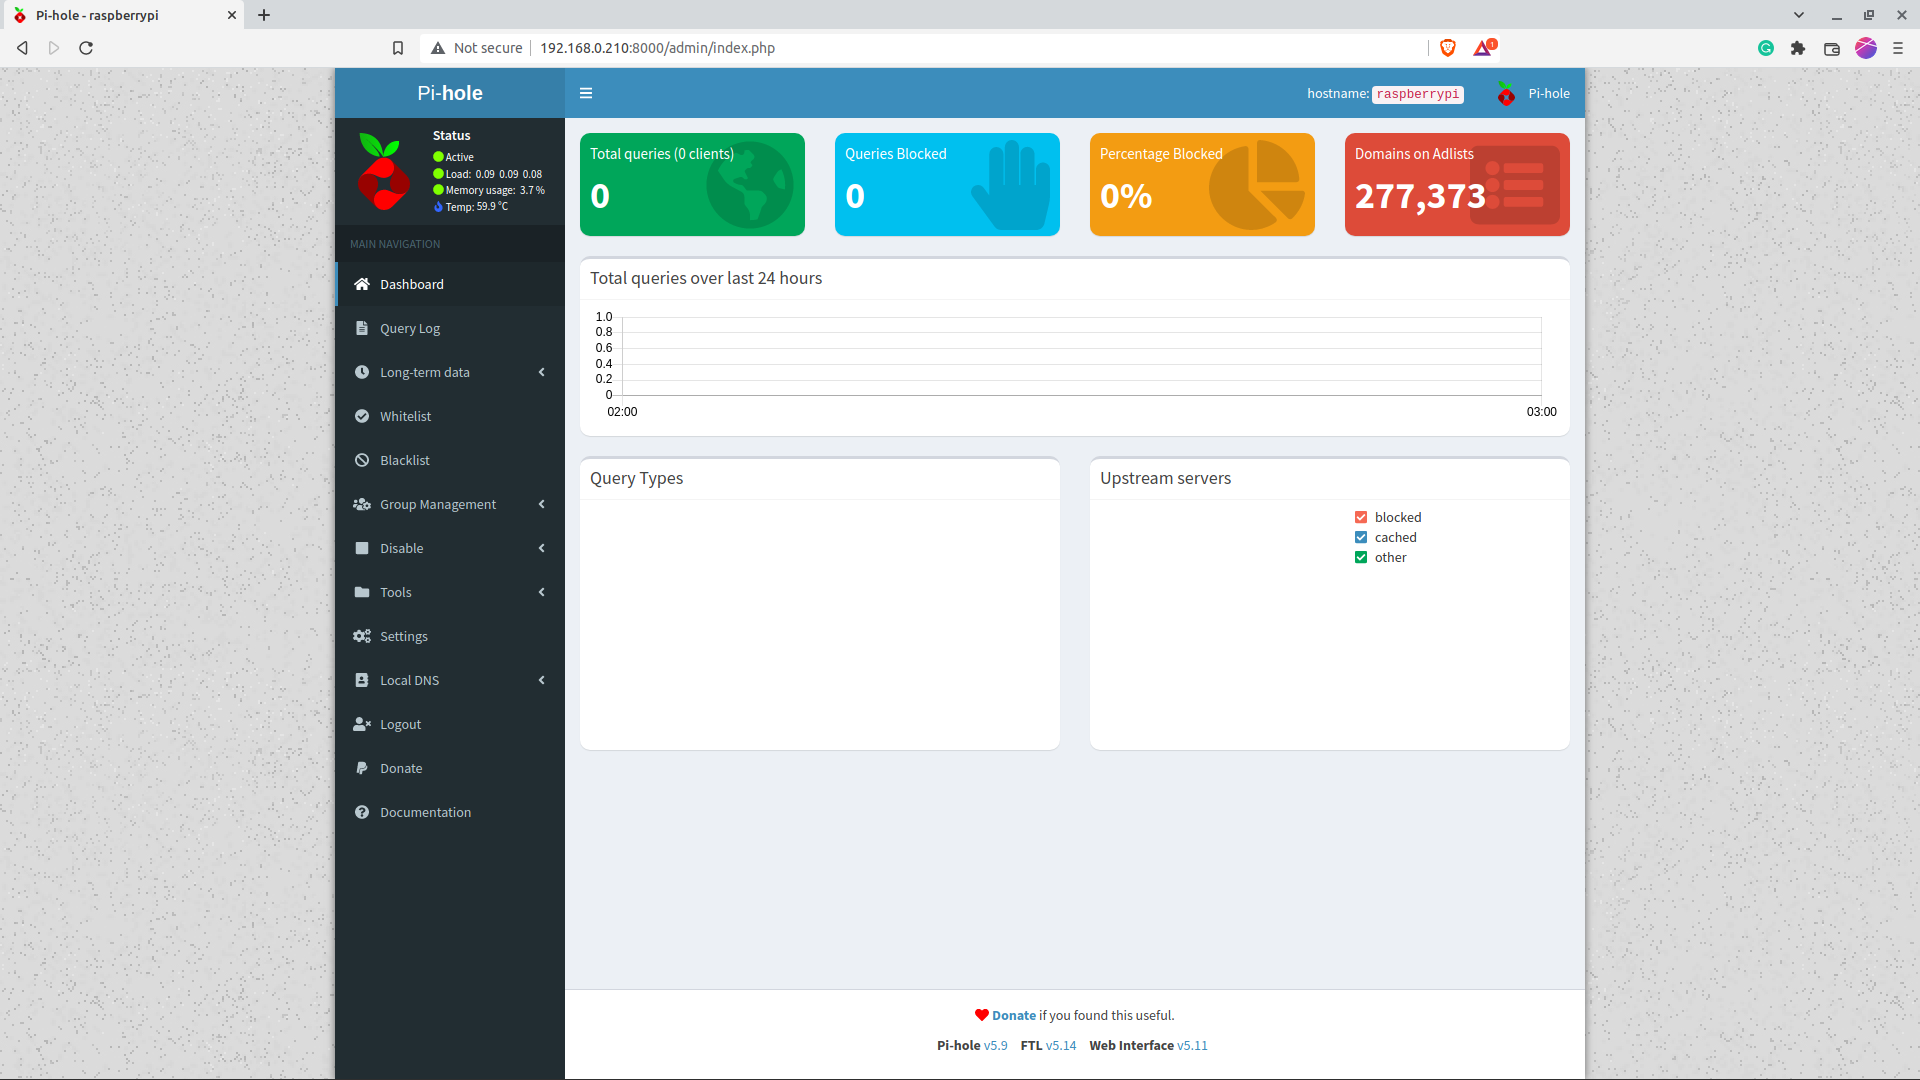 Pi-hole - raspberrypi
Not secure 192.168.0.210:8000/admin/index.php
1
Pi-hole
hostname: raspberrypi Pi-hole
Status
Active
Load: 0.09 0.09 0.08
Memory usage: 3.7 %
Temp: 59.9 °C
MAIN NAVIGATION
Dashboard
Query Log
Long-term data
Whitelist
Blacklist
Group Management
Disable
Tools
Settings
Local DNS
Logout
Donate
Documentation
Total queries (0 clients)
0
Queries Blocked
0
Percentage Blocked
0%
Domains on Adlists
277,373
Total queries over last 24 hours
1.0
0.8
0.6
0.4
0.2
0
02:00 03:00
Query Types
Upstream servers
blocked
cached
other
Donate if you found this useful.
Pi-hole v5.9 FTL v5.14 Web Interface v5.11